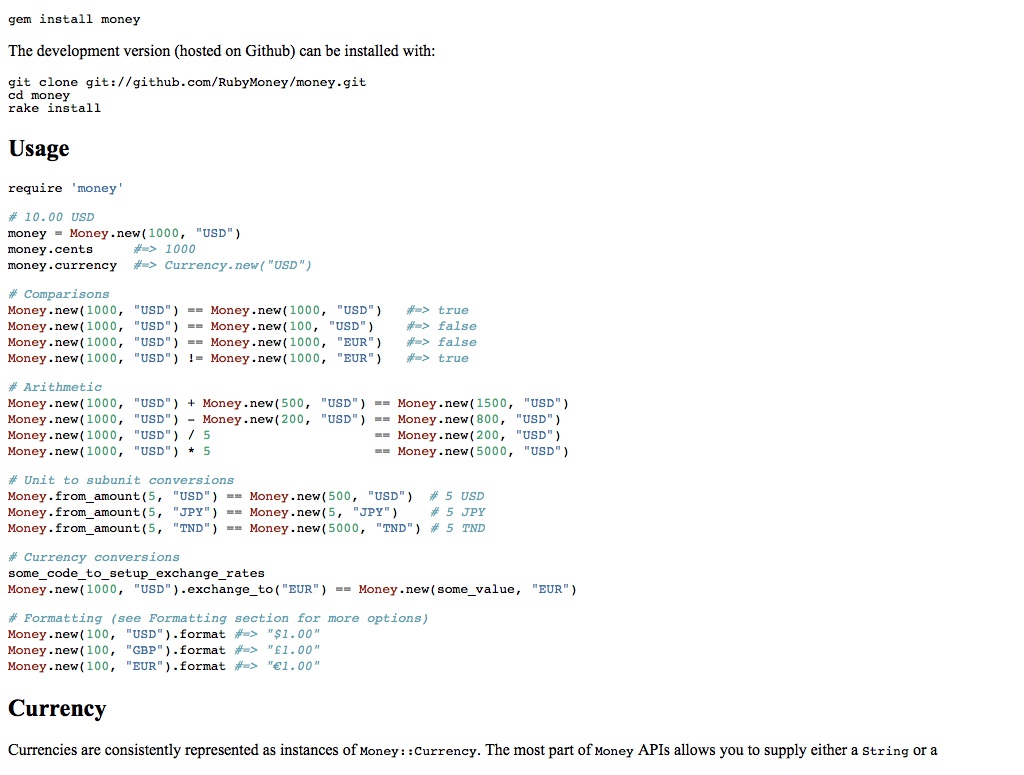 gem install money
The development version (hosted on Github) can be installed with:
git clone git://github.com/RubyMoney/money.git
cd money
rake install
Usage
require 'money'
# 10.00 USD
money = Money.new(1000, "USD")
money.cents     #=> 1000
money.currency  #=> Currency.new("USD")
# Comparisons
Money.new(1000, "USD") == Money.new(1000, "USD")   #=> true
Money.new(1000, "USD") == Money.new(100, "USD")    #=> false
Money.new(1000, "USD") == Money.new(1000, "EUR")   #=> false
Money.new(1000, "USD") != Money.new(1000, "EUR")   #=> true
# Arithmetic
Money.new(1000, "USD") + Money.new(500, "USD") == Money.new(1500, "USD")
Money.new(1000, "USD") - Money.new(200, "USD") == Money.new(800, "USD")
Money.new(1000, "USD") / 5                     == Money.new(200, "USD")
Money.new(1000, "USD") * 5                     == Money.new(5000, "USD")
# Unit to subunit conversions
Money.from_amount(5, "USD") == Money.new(500, "USD")  # 5 USD
Money.from_amount(5, "JPY") == Money.new(5, "JPY")    # 5 JPY
Money.from_amount(5, "TND") == Money.new(5000, "TND") # 5 TND
# Currency conversions
some_code_to_setup_exchange_rates
Money.new(1000, "USD").exchange_to("EUR") == Money.new(some_value, "EUR")
# Formatting (see Formatting section for more options)
Money.new(100, "USD").format #=> "$1.00"
Money.new(100, "GBP").format #=> "£1.00"
Money.new(100, "EUR").format #=> "€1.00"
Currency
Currencies are consistently represented as instances of Money::Currency. The most part of Money APIs allows you to supply either a String or a